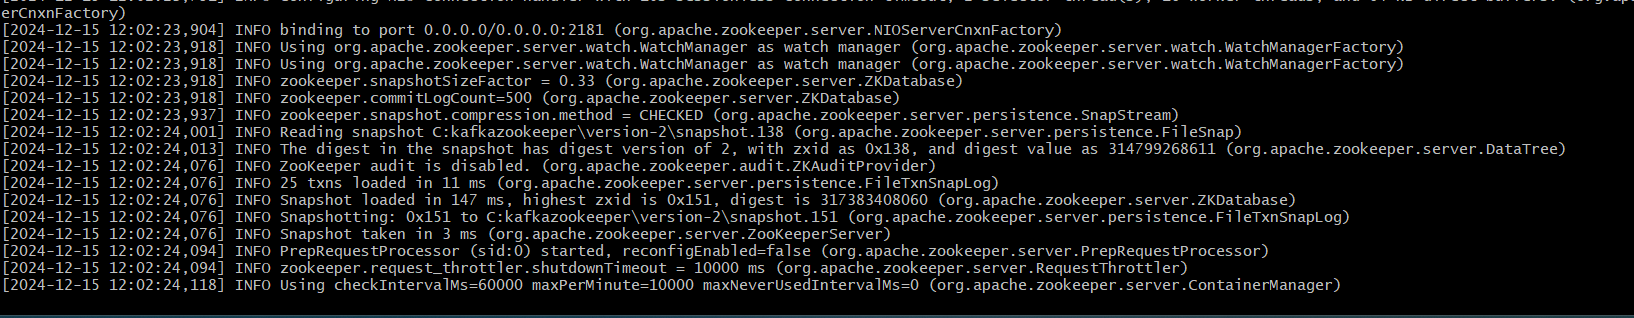 erCnxnFactory)
[2024-12-15 12:02:23,904] INFO binding to port 0.0.0.0/0.0.0.0:2181 (org.apache.zookeeper.server.NIOServerCnxnFactory)
[2024-12-15 12:02:23,918] INFO Using org.apache.zookeeper.server.watch.WatchManager as watch manager (org.apache.zookeeper.server.watch.WatchManagerFactory)
[2024-12-15 12:02:23,918] INFO Using org.apache.zookeeper.server.watch.WatchManager as watch manager (org.apache.zookeeper.server.watch.WatchManagerFactory)
[2024-12-15 12:02:23,918] INFO zookeeper.snapshotSizeFactor = 0.33 (org.apache.zookeeper.server.ZKDatabase)
[2024-12-15 12:02:23,918] INFO zookeeper.commitLogCount=500 (org.apache.zookeeper.server.ZKDatabase)
[2024-12-15 12:02:23,937] INFO zookeeper.snapshot.compression.method = CHECKED (org.apache.zookeeper.server.persistence.SnapStream)
[2024-12-15 12:02:24,001] INFO Reading snapshot C:kafkazookeeper\version-2\snapshot.138 (org.apache.zookeeper.server.persistence.FileSnap)
[2024-12-15 12:02:24,013] INFO The digest in the snapshot has digest version of 2, with zxid as 0x138, and digest value as 314799268611 (org.apache.zookeeper.server.DataTree)
[2024-12-15 12:02:24,076] INFO ZooKeeper audit is disabled. (org.apache.zookeeper.audit.ZKAuditProvider)
[2024-12-15 12:02:24,076] INFO 25 txns loaded in 11 ms (org.apache.zookeeper.server.persistence.FileTxnSnapLog)
[2024-12-15 12:02:24,076] INFO Snapshot loaded in 147 ms, highest zxid is 0x151, digest is 317383408060 (org.apache.zookeeper.server.ZKDatabase)
[2024-12-15 12:02:24,076] INFO Snapshotting: 0x151 to C:kafkazookeeper\version-2\snapshot.151 (org.apache.zookeeper.server.persistence.FileTxnSnapLog)
[2024-12-15 12:02:24,076] INFO Snapshot taken in 3 ms (org.apache.zookeeper.server.ZooKeeperServer)
[2024-12-15 12:02:24,094] INFO PrepRequestProcessor (sid:0) started, reconfigEnabled=false (org.apache.zookeeper.server.PrepRequestProcessor)
[2024-12-15 12:02:24,094] INFO zookeeper.request_throttler.shutdownTimeout = 10000 ms (org.apache.zookeeper.server.RequestThrottler)
[2024-12-15 12:02:24,118] INFO Using checkIntervalMs=60000 maxPerMinute=10000 maxNeverUsedIntervalMs=0 (org.apache.zookeeper.server.ContainerManager)